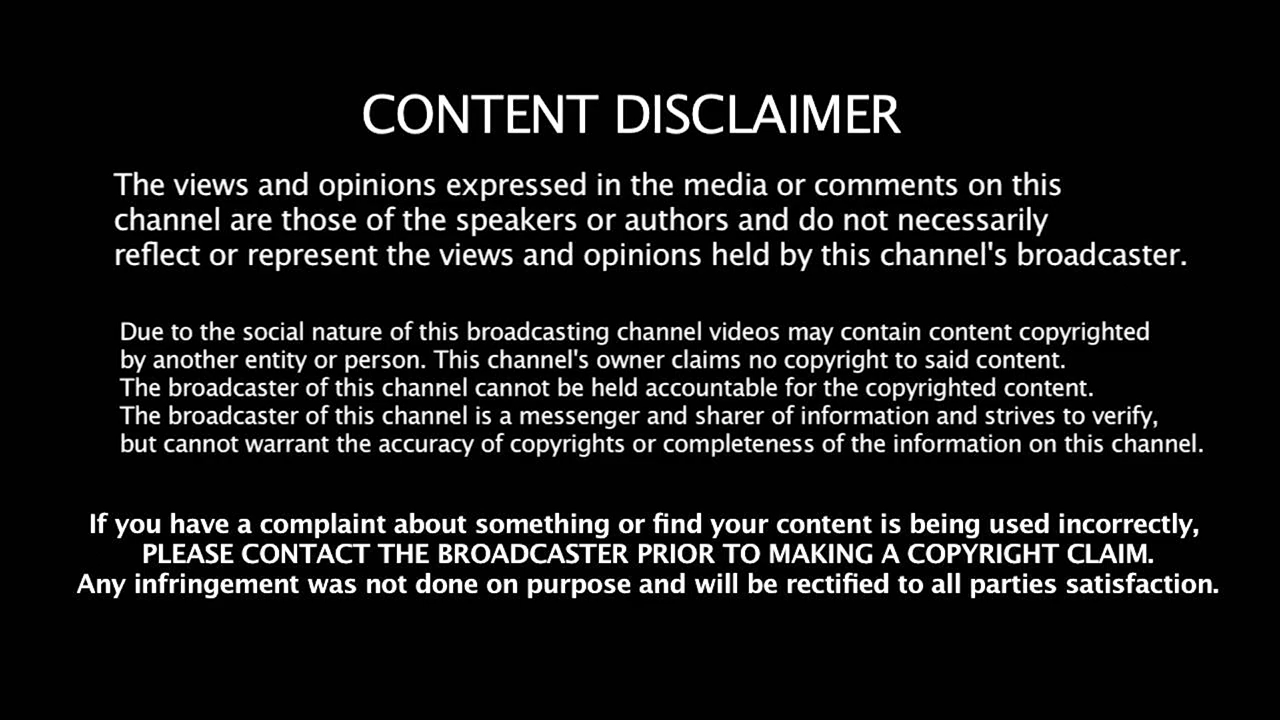 CONTENT DISCLAIMER
The views and opinions expressed in the media or comments on this
channel are those of the speakers or authors and do not necessarily
reflect or represent the views and opinions held by this channel's broadcaster.
Due to the social nature of this broadcasting channel videos may contain content copyrighted
by another entity or person. This channel's owner claims no copyright to said content.
The broadcaster of this channel cannot be held accountable for the copyrighted content.
The broadcaster of this channel is a messenger and sharer of information and strives to verify,
but cannot warrant the accuracy of copyrights or completeness of the information on this channel.
If you have a complaint about something or find your content is being used incorrectly,
PLEASE CONTACT THE BROADCASTER PRIOR TO MAKING A COPYRIGHT CLAIM.
Any infringement was not done on purpose and will be rectified to all parties satisfaction.